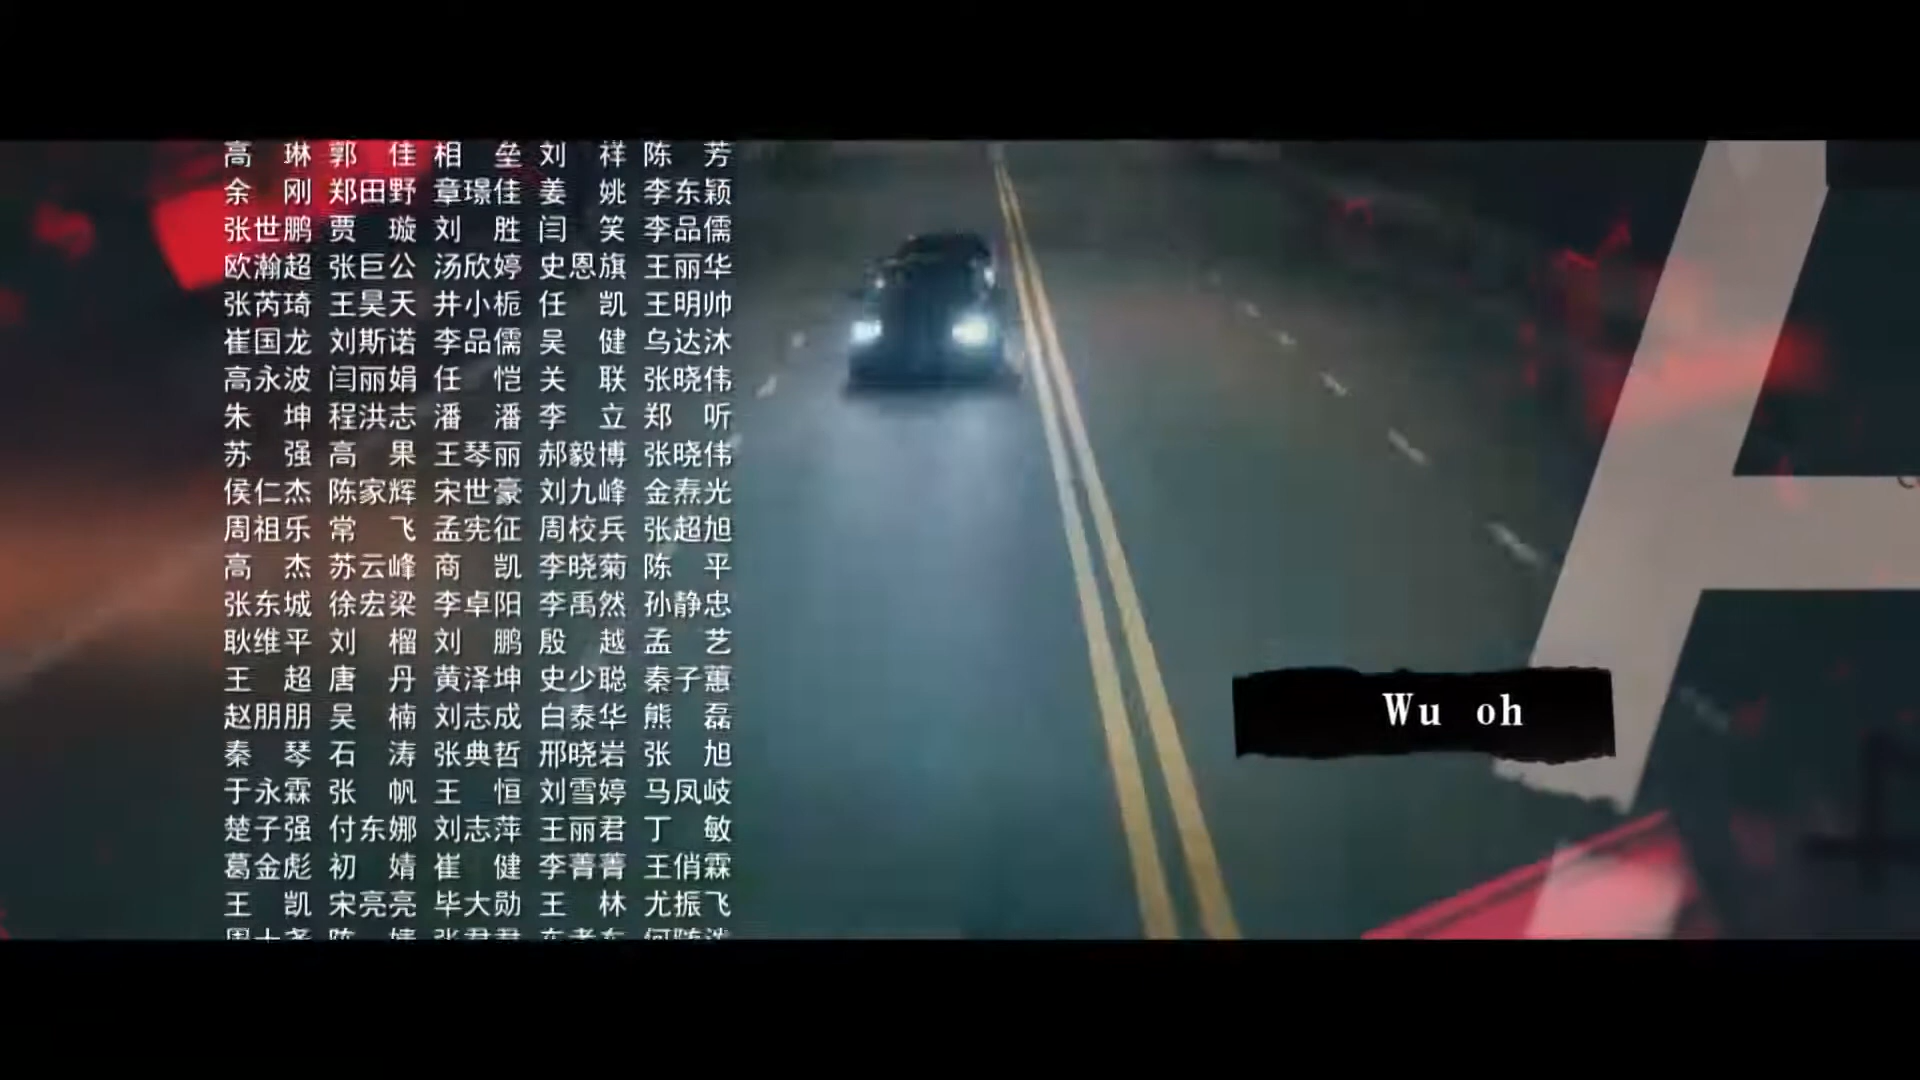 高　琳 郭　佳 相　垒 刘　祥 陈　芳
余　刚 郑田野 章璟佳 姜　姚 李东颖
张世鹏 贾　璇 刘　胜 闫　笑 李品儒
欧瀚超 张巨公 汤欣婷 史恩旗 王丽华
张芮琦 王昊天 井小栀 任　凯 王明帅
崔国龙 刘斯诺 李品儒 吴　健 乌达沐
高永波 闫丽娟 任　恺 关　联 张晓伟
朱　坤 程洪志 潘　潘 李　立 郑　听
苏　强 高　果 王琴丽 郝毅博 张晓伟
侯仁杰 陈家辉 宋世豪 刘九峰 金焘光
周祖乐 常　飞 孟宪征 周校兵 张超旭
高　杰 苏云峰 商　凯 李晓菊 陈　平
张东城 徐宏梁 李卓阳 李禹然 孙静忠
耿维平 刘　榴 刘　鹏 殷　越 孟　艺
王　超 唐　丹 黄泽坤 史少聪 秦子蕙
赵朋朋 吴　楠 刘志成 白泰华 熊　磊
秦　琴 石　涛 张典哲 邢晓岩 张　旭
于永霖 张　帆 王　恒 刘雪婷 马凤岐
楚子强 付东娜 刘志萍 王丽君 丁　敏
葛金彪 初　婧 崔　健 李菁菁 王俏霖
王　凯 宋亮亮 毕大勋 王　林 尤振飞
Wu oh